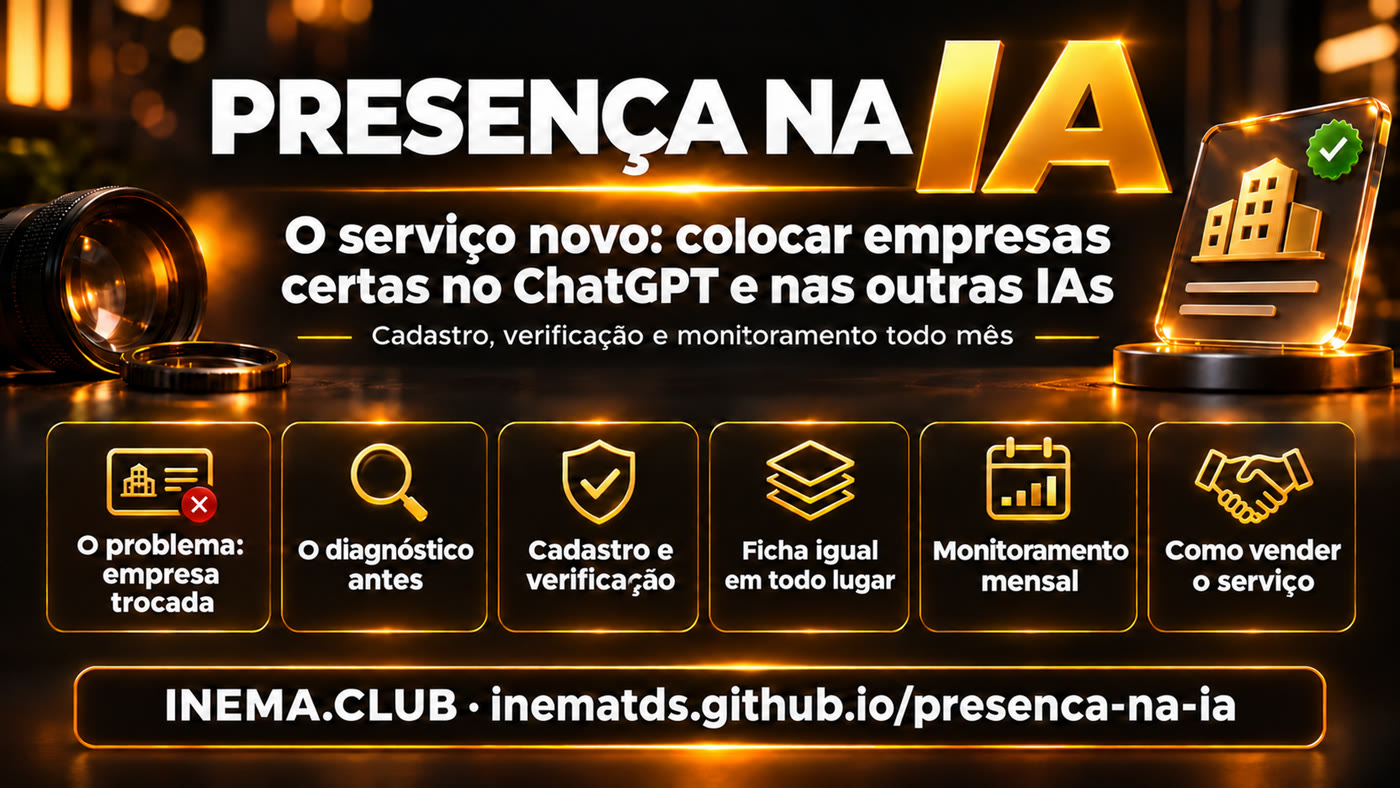 PRESENÇA NA IA
O serviço novo: colocar empresas
certas no ChatGPT e nas outras IAs
Cadastro, verificação e monitoramento todo mês
O problema:
empresa
trocada
O diagnóstico
antes
Cadastro e
verificação
Ficha igual
em todo lugar
Monitoramento
mensal
Como vender
o serviço
INEMA.CLUB · inematds.github.io/presenca-na-ia